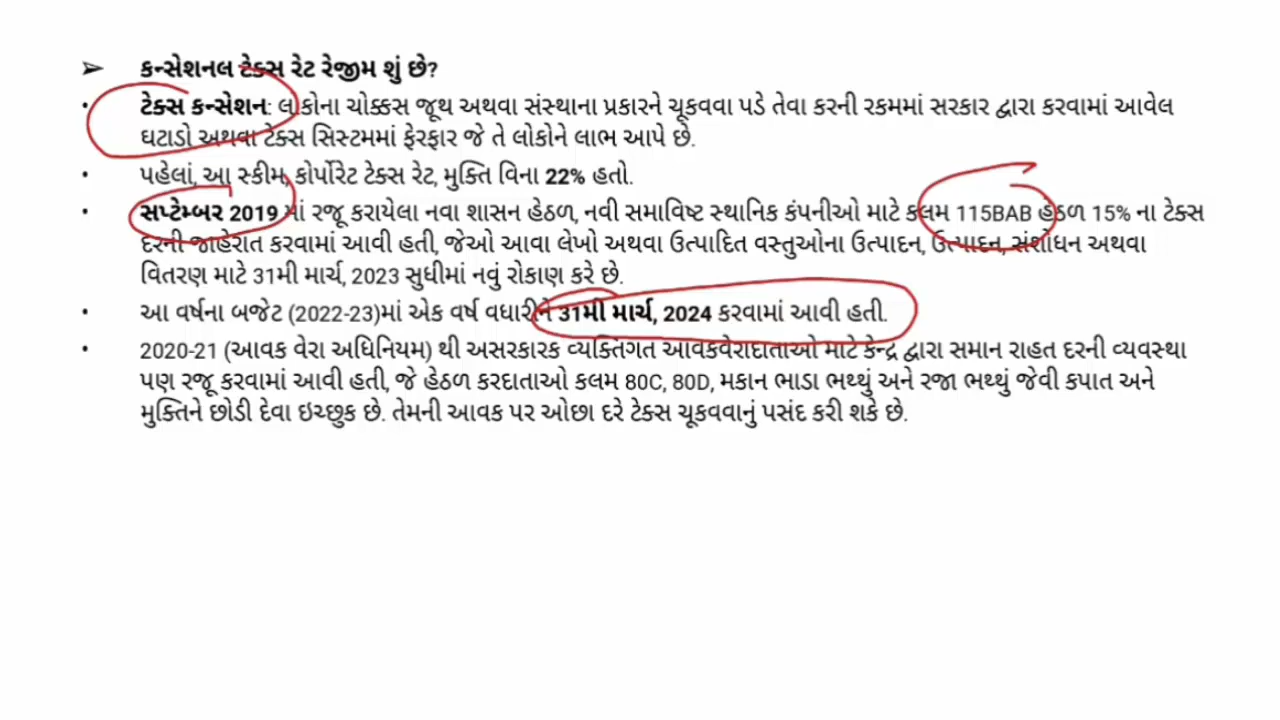 ➢ કન્સેશનલ ટેક્સ રેટ રેજીમ શું છે?
• ટેક્સ કન્સેશન: લોકોના ચોક્કસ જૂથ અથવા સંસ્થાના પ્રકારને ચૂકવવા પડે તેવા કરની રકમમાં સરકાર દ્વારા કરવામાં આવેલ
ઘટાડો અથવા ટેક્સ સિસ્ટમમાં ફેરફાર જે તે લોકોને લાભ આપે છે.
• પહેલાં, આ સ્કીમ, કોર્પોરેટ ટેક્સ રેટ, મુક્તિ વિના 22% હતો.
• સપ્ટેમ્બર 2019 માં રજૂ કરાયેલા નવા શાસન હેઠળ, નવી સમાવિષ્ટ સ્થાનિક કંપનીઓ માટે કલમ 115BAB હેઠળ 15% ના ટેક્સ
દરની જાહેરાત કરવામાં આવી હતી, જેઓ આવા લેખો અથવા ઉત્પાદિત વસ્તુઓના ઉત્પાદન, ઉત્પાદન, સંશોધન અથવા
વિતરણ માટે 31મી માર્ચ, 2023 સુધીમાં નવું રોકાણ કરે છે.
• આ વર્ષના બજેટ (2022-23)માં એક વર્ષ વધારીને 31મી માર્ચ, 2024 કરવામાં આવી હતી.
• 2020-21 (આવક વેરા અધિનિયમ) થી અસરકારક વ્યક્તિગત આવકવેરાદાતાઓ માટે કેન્દ્ર દ્વારા સમાન રાહત દરની વ્યવસ્થા
પણ રજૂ કરવામાં આવી હતી, જે હેઠળ કરદાતાઓ કલમ 80C, 80D, મકાન ભાડા ભથ્થું અને રજા ભથ્થું જેવી કપાત અને
મુક્તિને છોડી દેવા ઇચ્છુક છે. તેમની આવક પર ઓછા દરે ટેક્સ ચૂકવવાનું પસંદ કરી શકે છે.